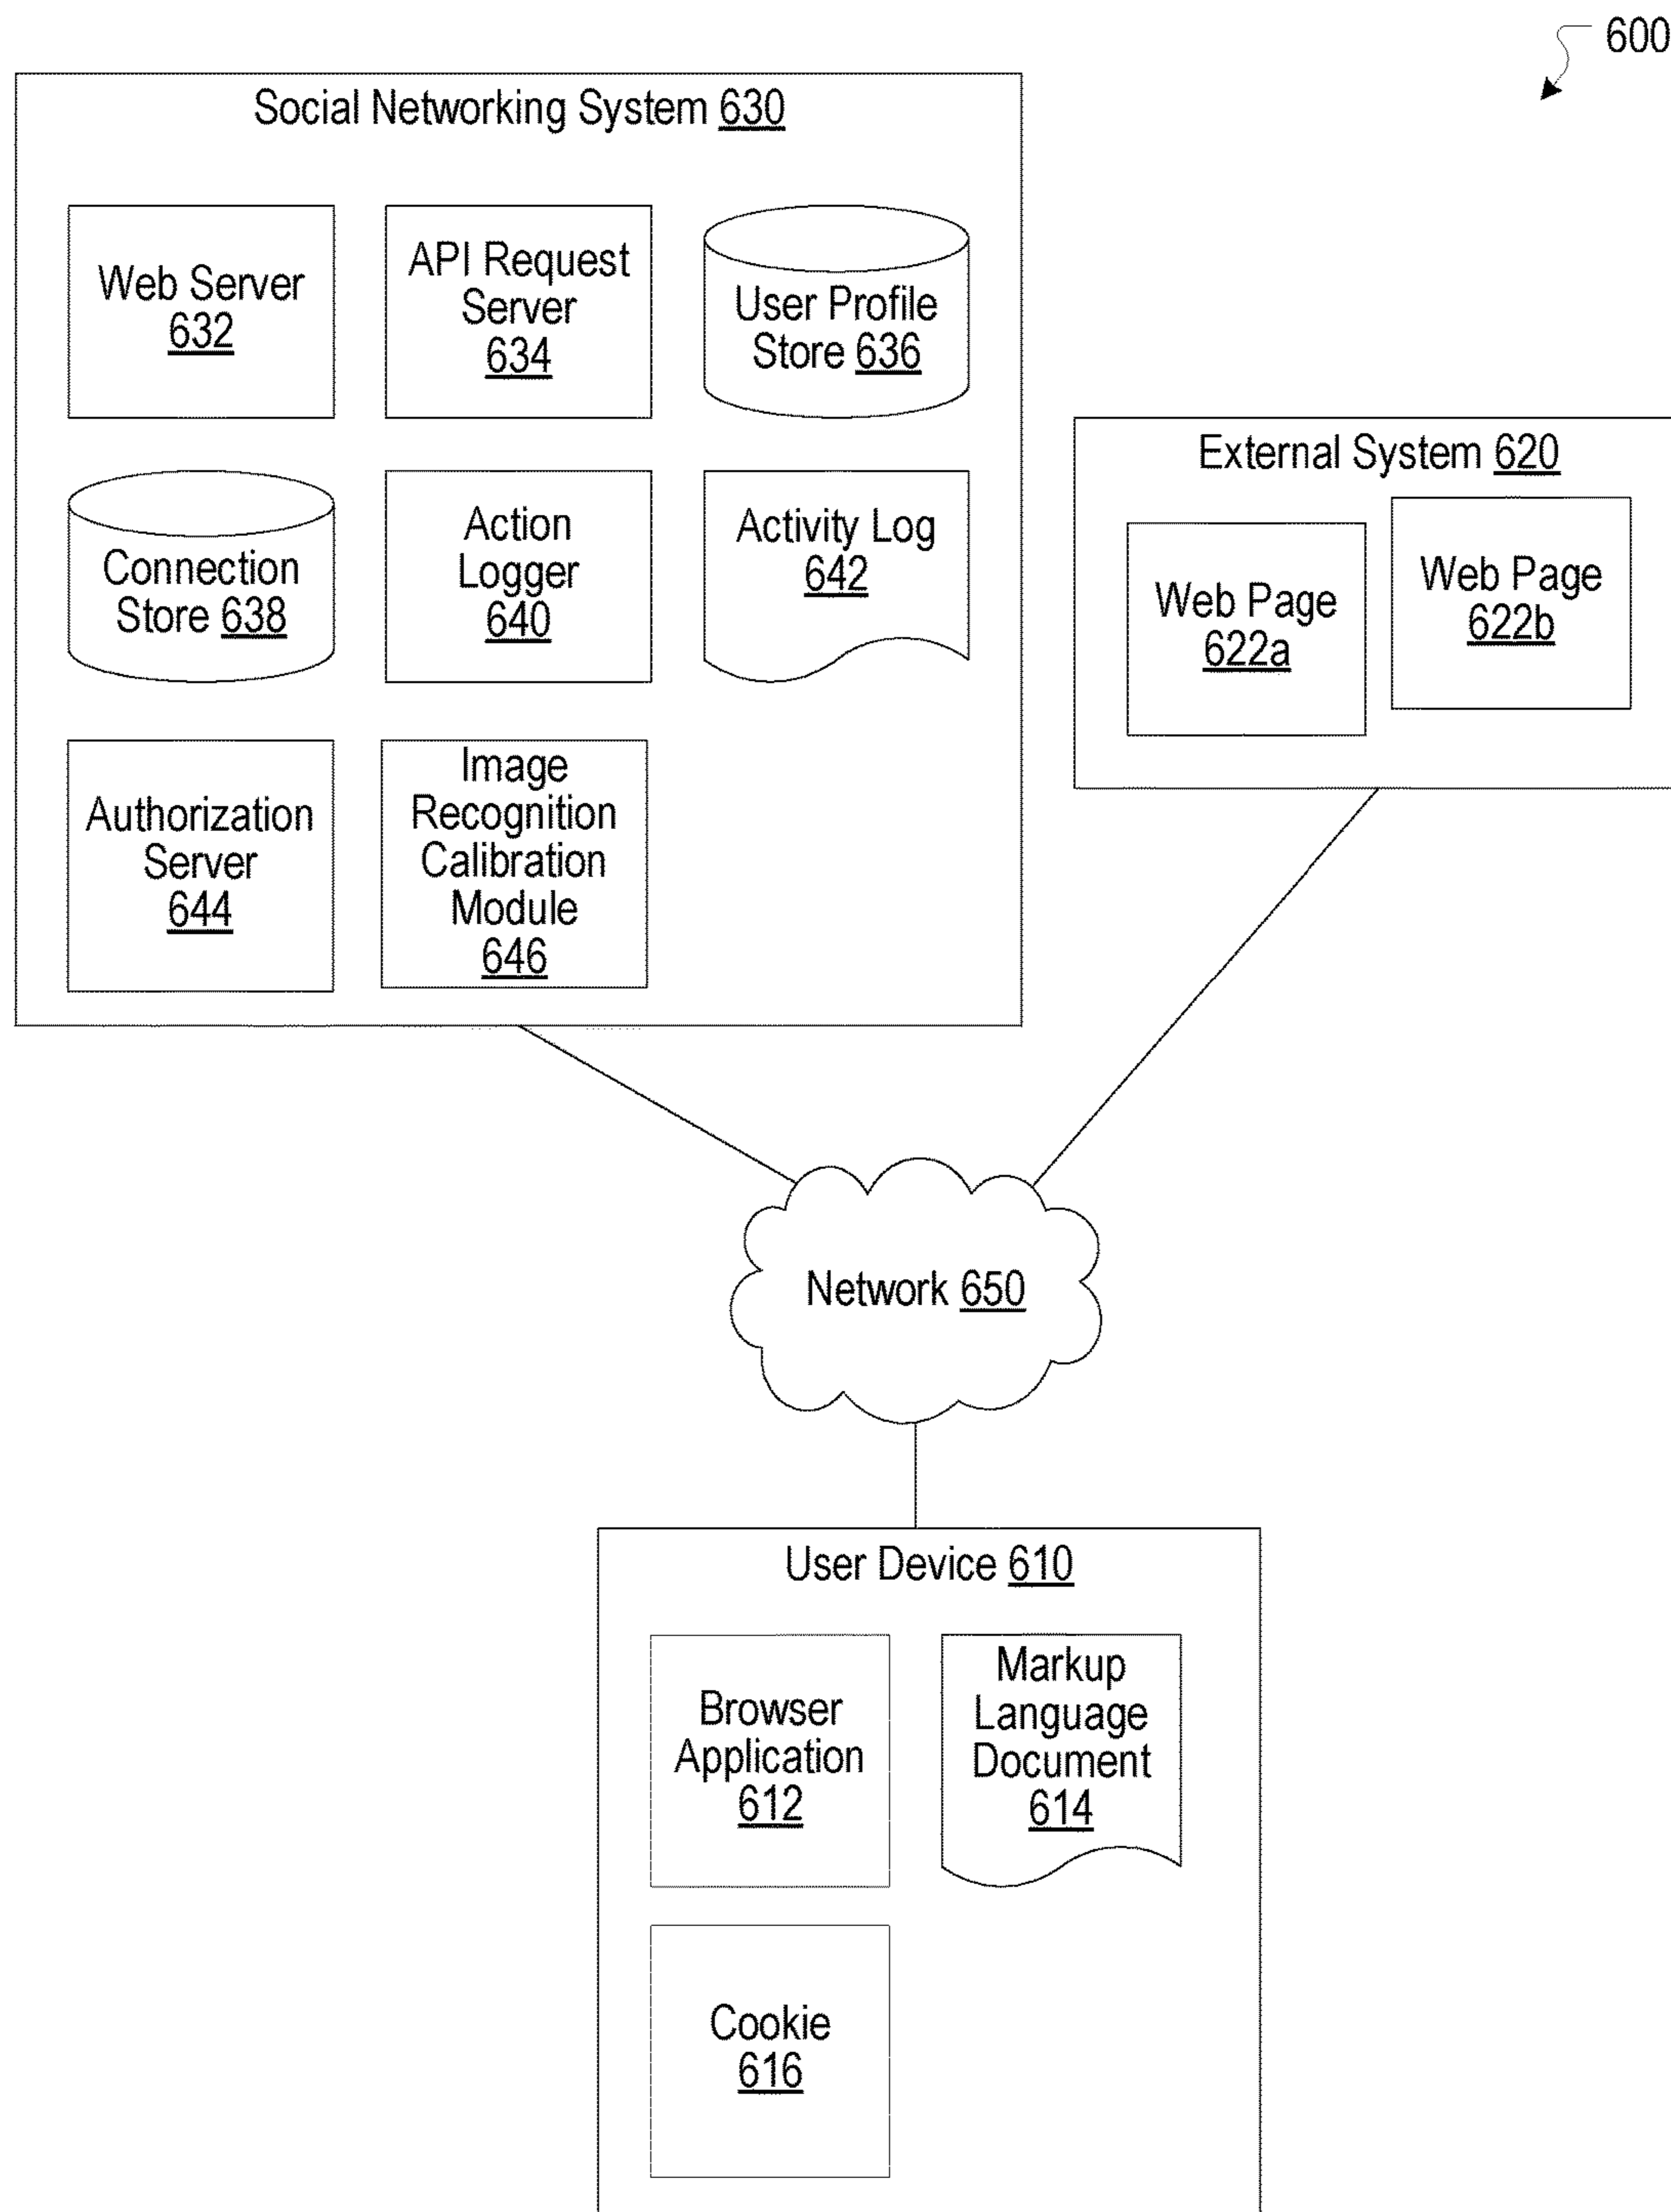 600
Social Networking System 630
Web Server
632
API Request
Server
634
User Profile
Store 636
Connection
Store 638
Action
Logger
640
Activity Log
642
Authorization
Server
644
Image
Recognition
Calibration
Module
646
External System 620
Web Page
622a
Web Page
622b
Network 650
User Device 610
Browser
Application
612
Markup
Language
Document
614
Cookie
616